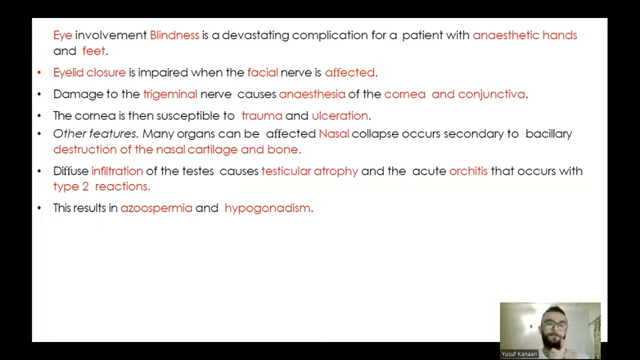 Eye involvement Blindness is a devastating complication for a patient with anaesthetic hands
and feet.
• Eyelid closure is impaired when the facial nerve is affected.
• Damage to the trigeminal nerve causes anaesthesia of the cornea and conjunctiva.
• The cornea is then susceptible to trauma and ulceration.
• Other features. Many organs can be affected Nasal collapse occurs secondary to bacillary
destruction of the nasal cartilage and bone.
• Diffuse infiltration of the testes causes testicular atrophy and the acute orchitis that occurs with
type 2 reactions.
• This results in azoospermia and hypogonadism.
Yusuf Kanaan